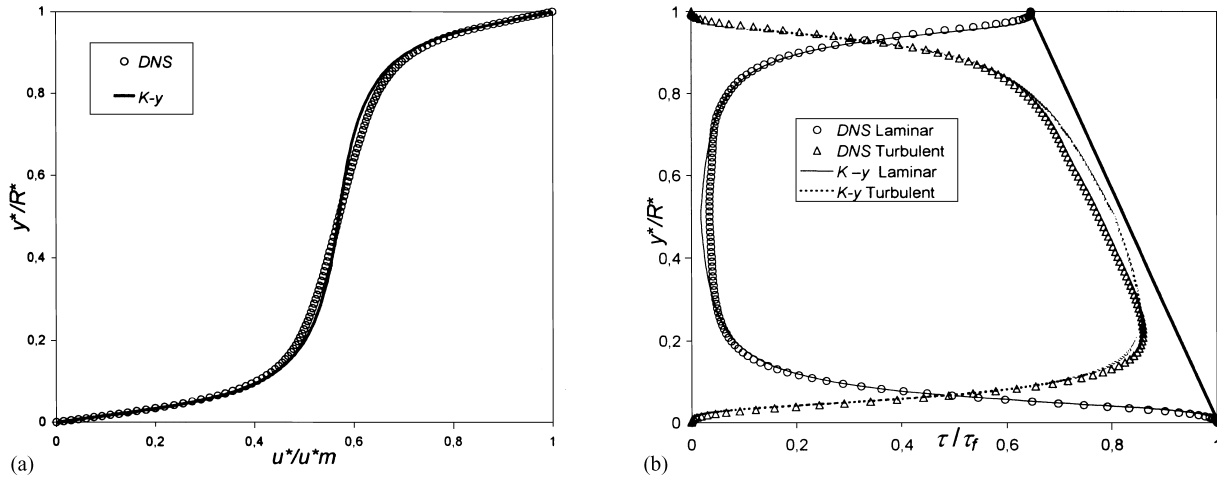 1
0,8
0,6
0,4
0,2
0
y*/R*
DNS
K-y
0
0,2
0,4
0,6
0,8
1
u*/u*m
(a)
1
0,8
0,6
0,4
0,2
0
y*/R*
DNS Laminar
DNS Turbulent
K –y Laminar
K-y Turbulent
0
0,2
0,4
0,6
0,8
1
τ/τf
(b)